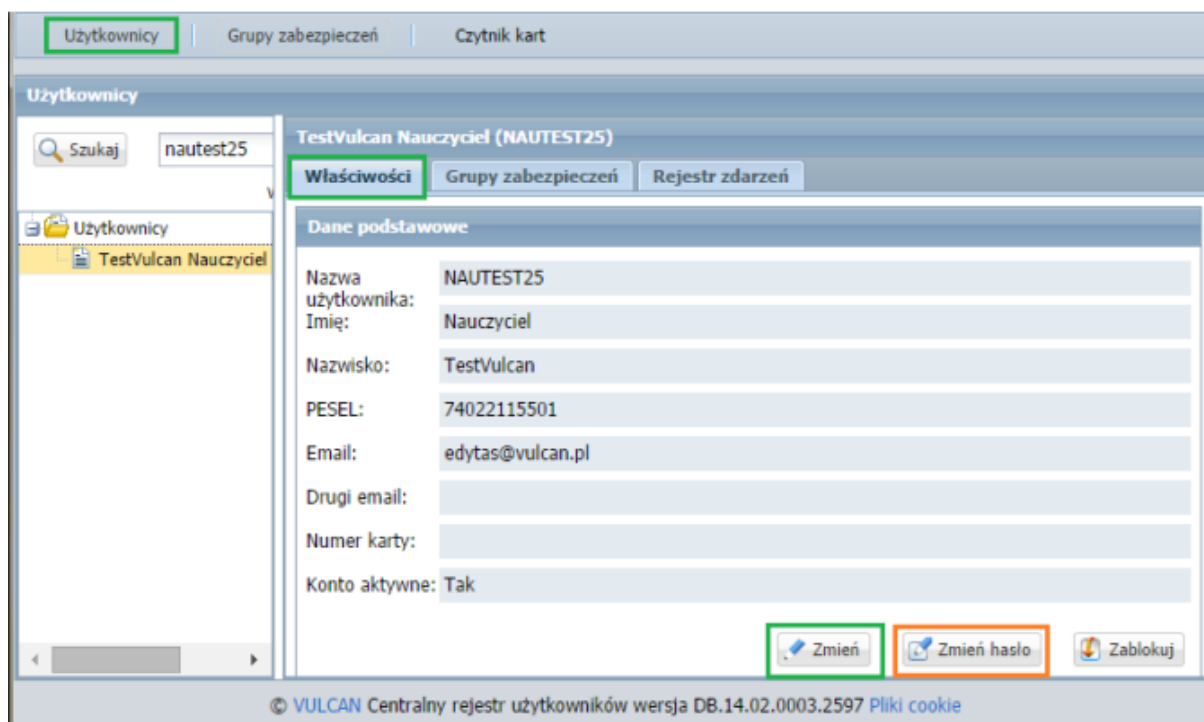 Użytkownicy Grupy zabezpieczeń Czytnik kart
Użytkownicy
Szukaj nautest25
Użytkownicy
TestVulcan Nauczyciel
TestVulcan Nauczyciel (NAUTEST25)
Właściwości Grupy zabezpieczeń Rejestr zdarzeń
Dane podstawowe
Nazwa użytkownika: NAUTEST25
Imię: Nauczyciel
Nazwisko: TestVulcan
PESEL: 74022115501
Email: edytas@vulcan.pl
Drugi email:
Numer karty:
Konto aktywne: Tak
Zmień Zmień hasło Zablokuj
© VULCAN Centralny rejestr użytkowników wersja DB.14.02.0003.2597 Pliki cookie